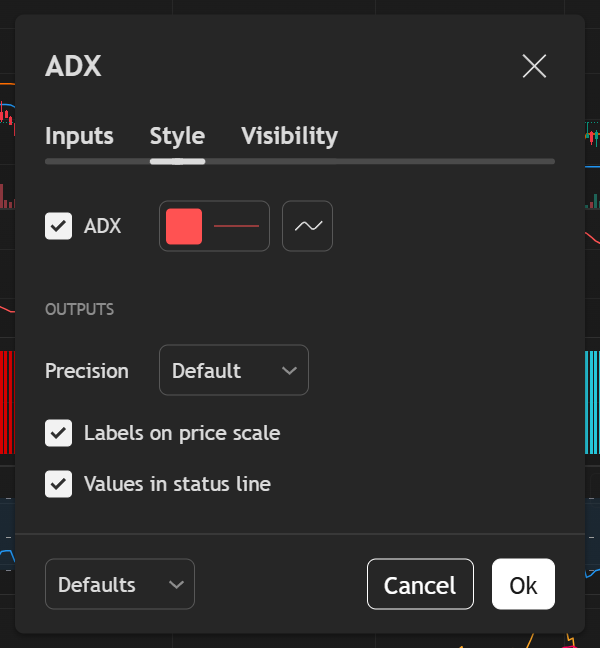 ADX
Inputs Style Visibility
ADX
OUTPUTS
Precision Default
Labels on price scale
Values in status line
Defaults Cancel Ok